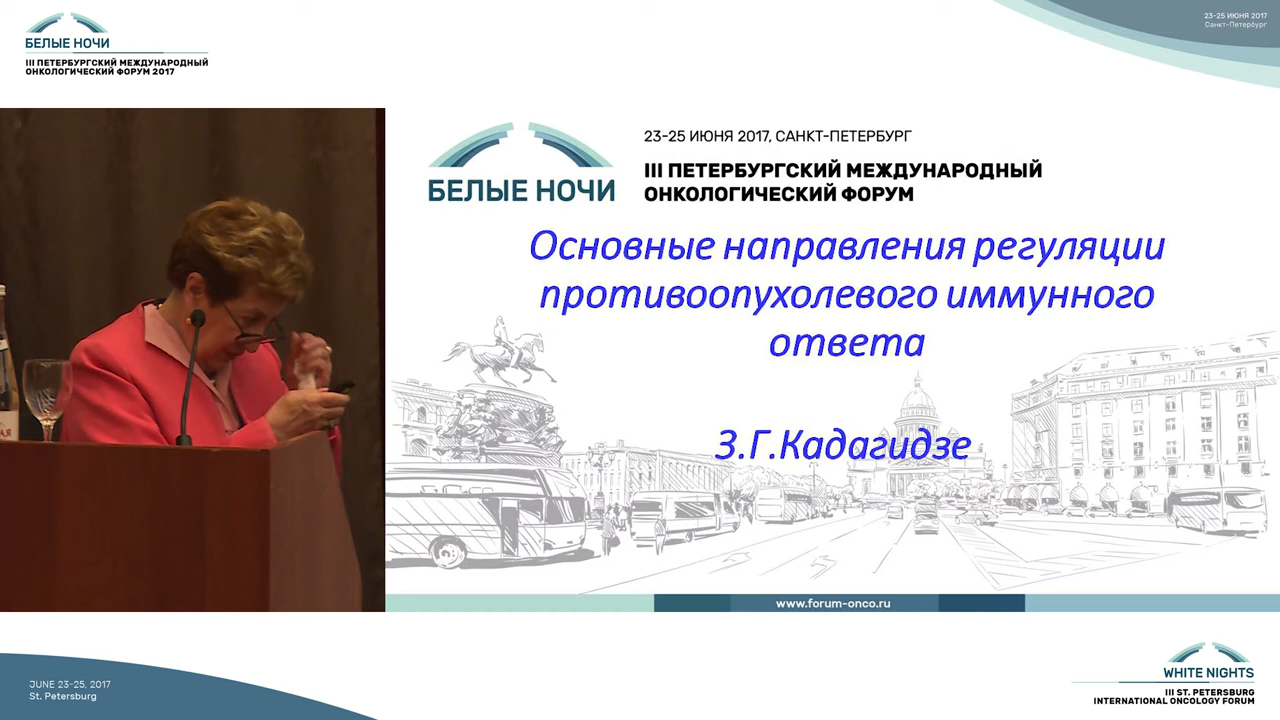 БЕЛЫЕ НОЧИ
III ПЕТЕРБУРГСКИЙ МЕЖДУНАРОДНЫЙ
ОНКОЛОГИЧЕСКИЙ ФОРУМ 2017
23-25 ИЮНЯ 2017
Санкт-Петербург
БЕЛЫЕ НОЧИ
23-25 ИЮНЯ 2017, САНКТ-ПЕТЕРБУРГ
III ПЕТЕРБУРГСКИЙ МЕЖДУНАРОДНЫЙ
ОНКОЛОГИЧЕСКИЙ ФОРУМ
Основные направления регуляции
противоопухолевого иммунного
ответа
З.Г.Кадагидзе
www.forum-onco.ru
JUNE 23-25, 2017
St. Petersburg
WHITE NIGHTS
III ST. PETERSBURG
INTERNATIONAL ONCOLOGY FORUM